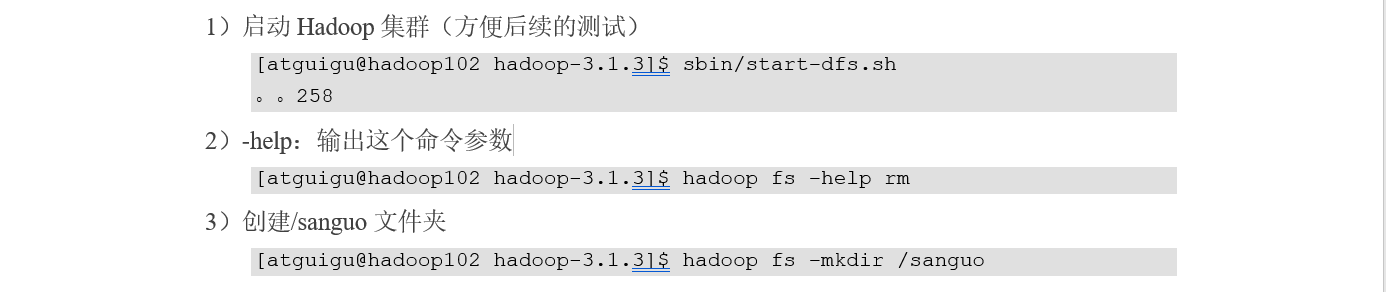 1）启动 Hadoop 集群（方便后续的测试）
[atguigu@hadoop102 hadoop-3.1.3]$ sbin/start-dfs.sh
。。258
2）-help：输出这个命令参数
[atguigu@hadoop102 hadoop-3.1.3]$ hadoop fs -help rm
3）创建/sanguo 文件夹
[atguigu@hadoop102 hadoop-3.1.3]$ hadoop fs -mkdir /sanguo